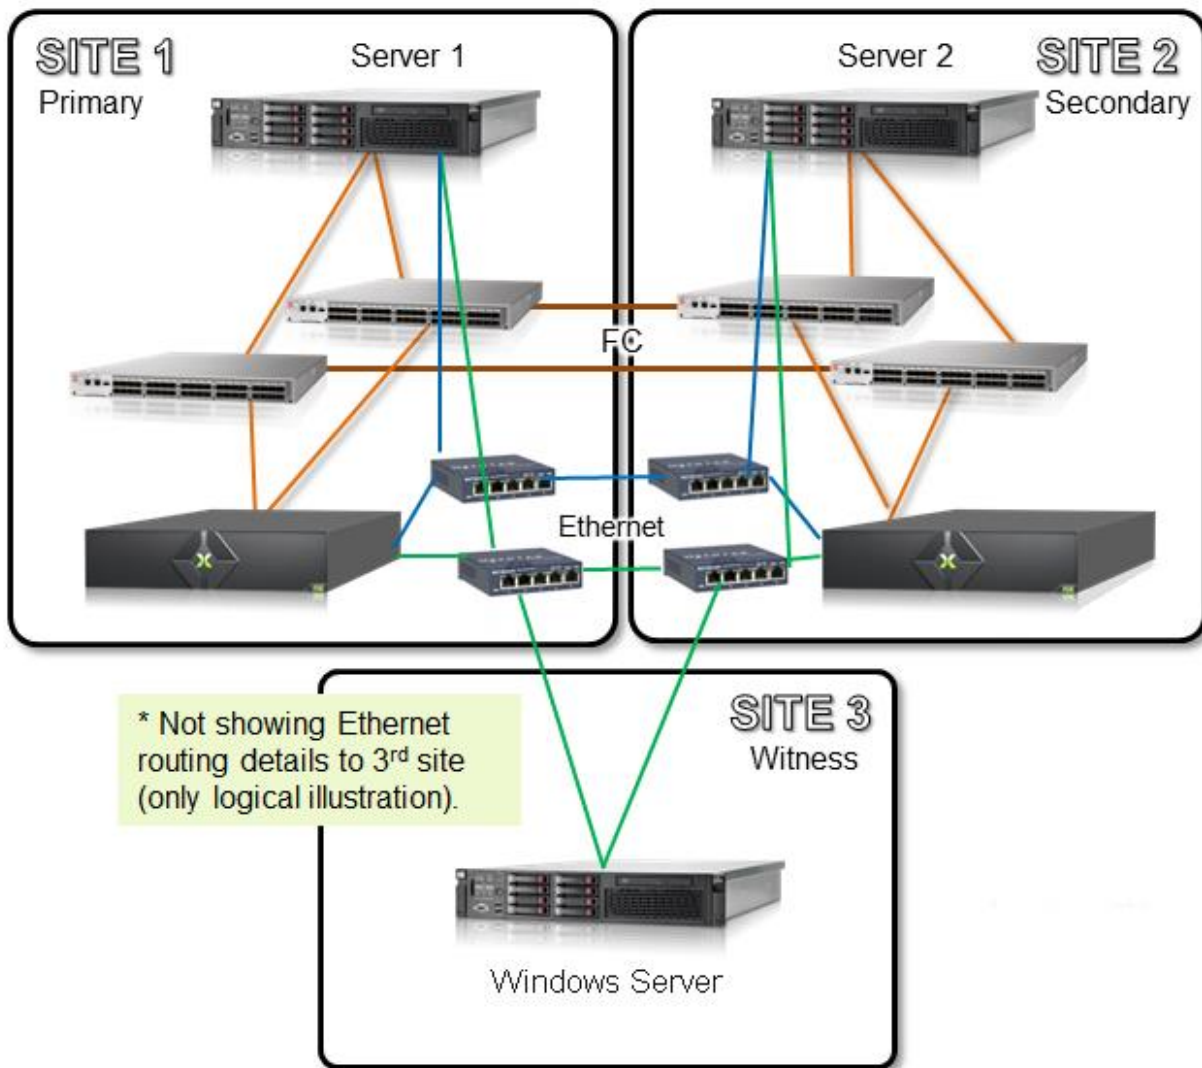 SITE 1
Primary
Server 1
Server 2
SITE 2
Secondary
FC
Ethernet
* Not showing Ethernet
routing details to 3rd site
(only logical illustration).
SITE 3
Witness
Windows Server